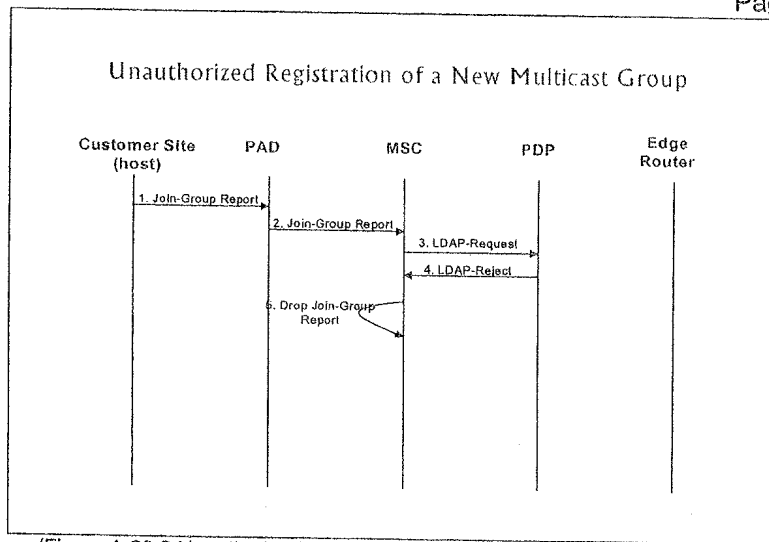 Unauthorized Registration of a New Multicast Group
Customer Site
(host)
PAD
MSC
PDP
Edge
Router
1. Join-Group Report
2. Join-Group Report
3. LDAP-Request
4. LDAP-Reject
5. Drop Join-Group
Report